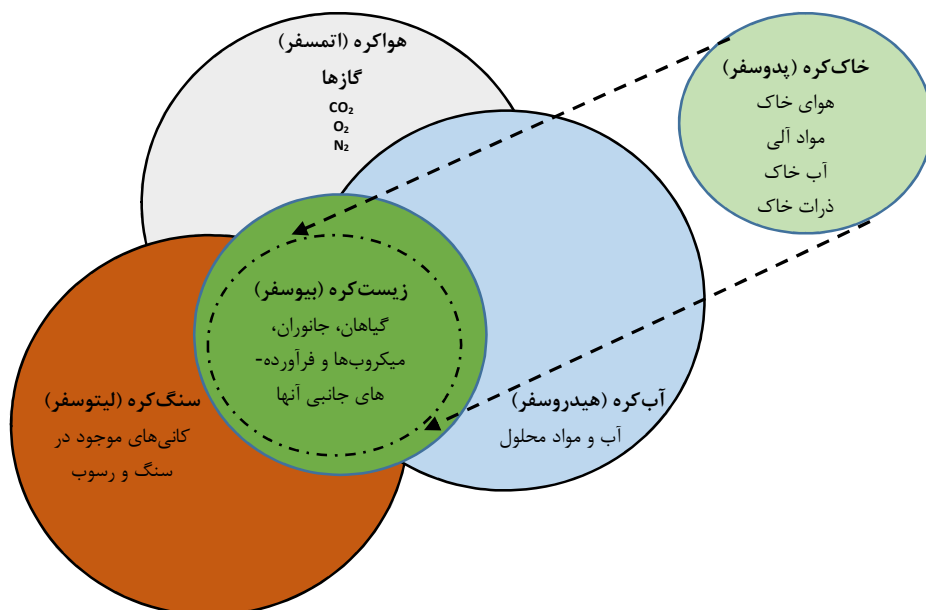 هواکره (اتمسفر)
گازها
CO₂
O₂
N₂
خاک‌کره (پدوسفر)
هوای خاک
مواد آلی
آب خاک
ذرات خاک
زیست‌کره (بیوسفر)
گیاهان، جانوران،
میکروب‌ها و فرآورده-
های جانبی آنها
سنگ‌کره (لیتوسفر)
کانی‌های موجود در
سنگ و رسوب
آب‌کره (هیدروسفر)
آب و مواد محلول